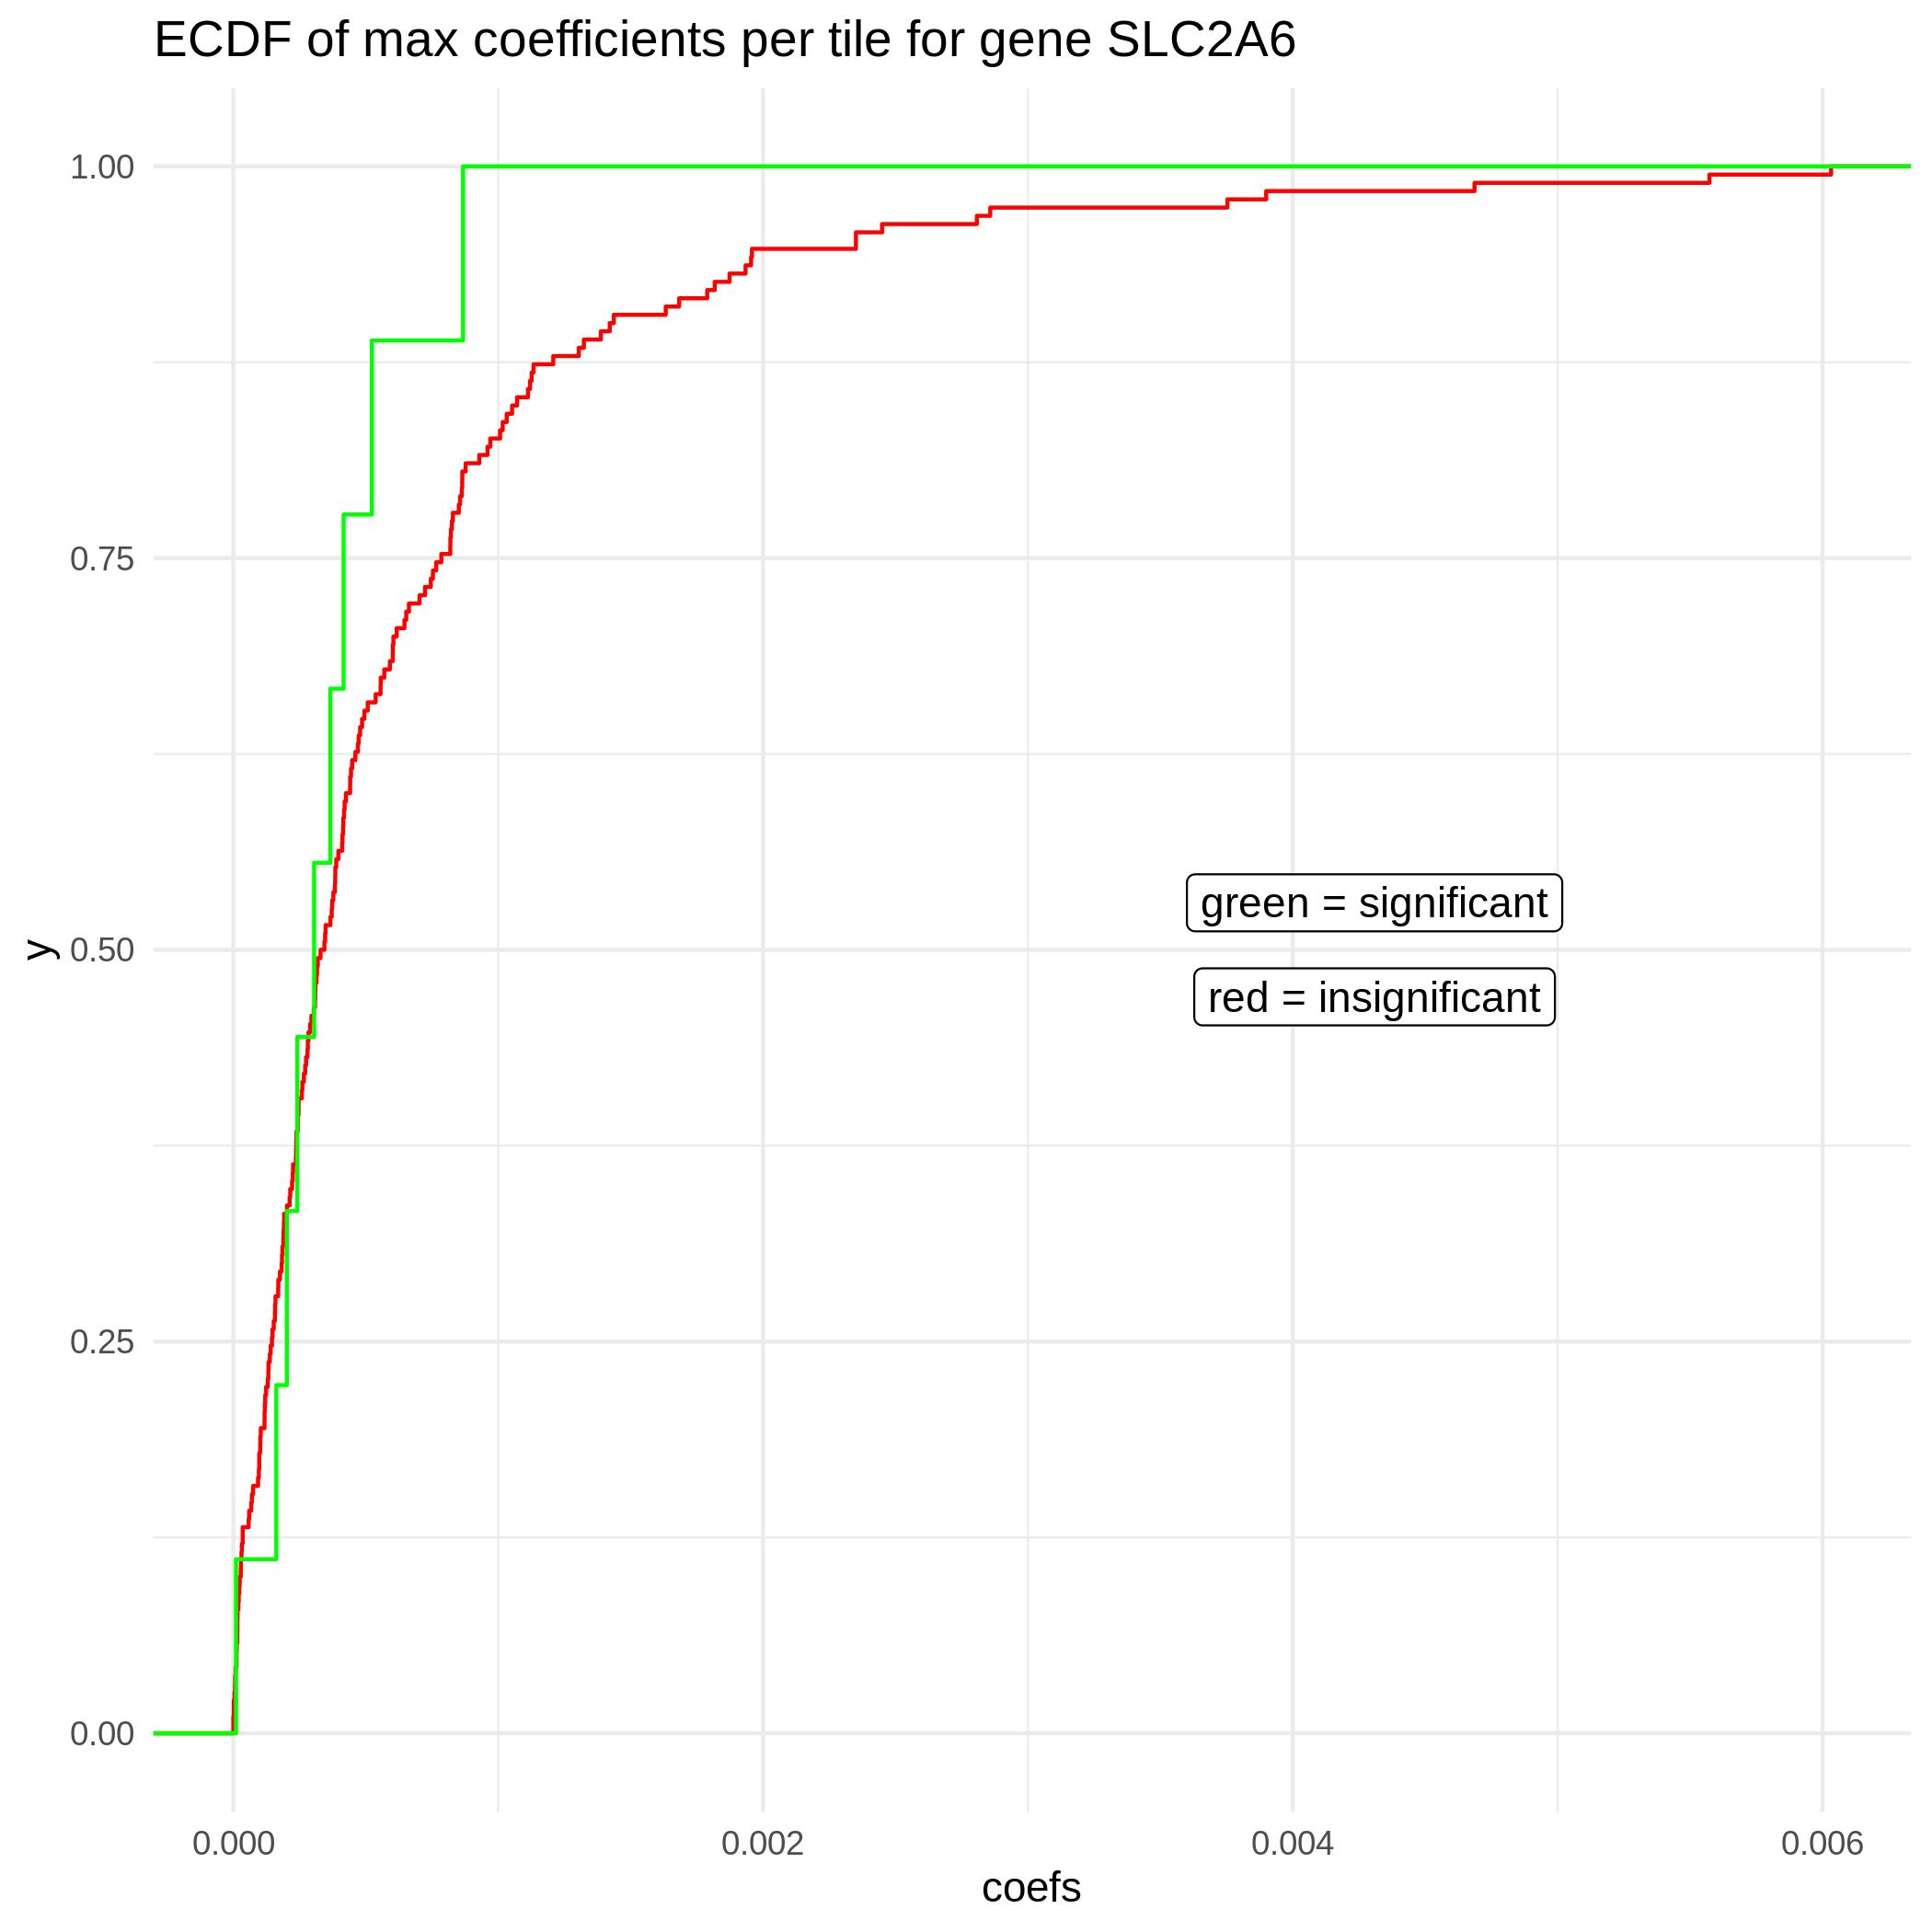 ECDF of max coefficients per tile for gene SLC2A6
1.00
0.75
0.50
0.25
0.00
y
green = significant
red = insignificant
0.000
0.002
0.004
0.006
coefs